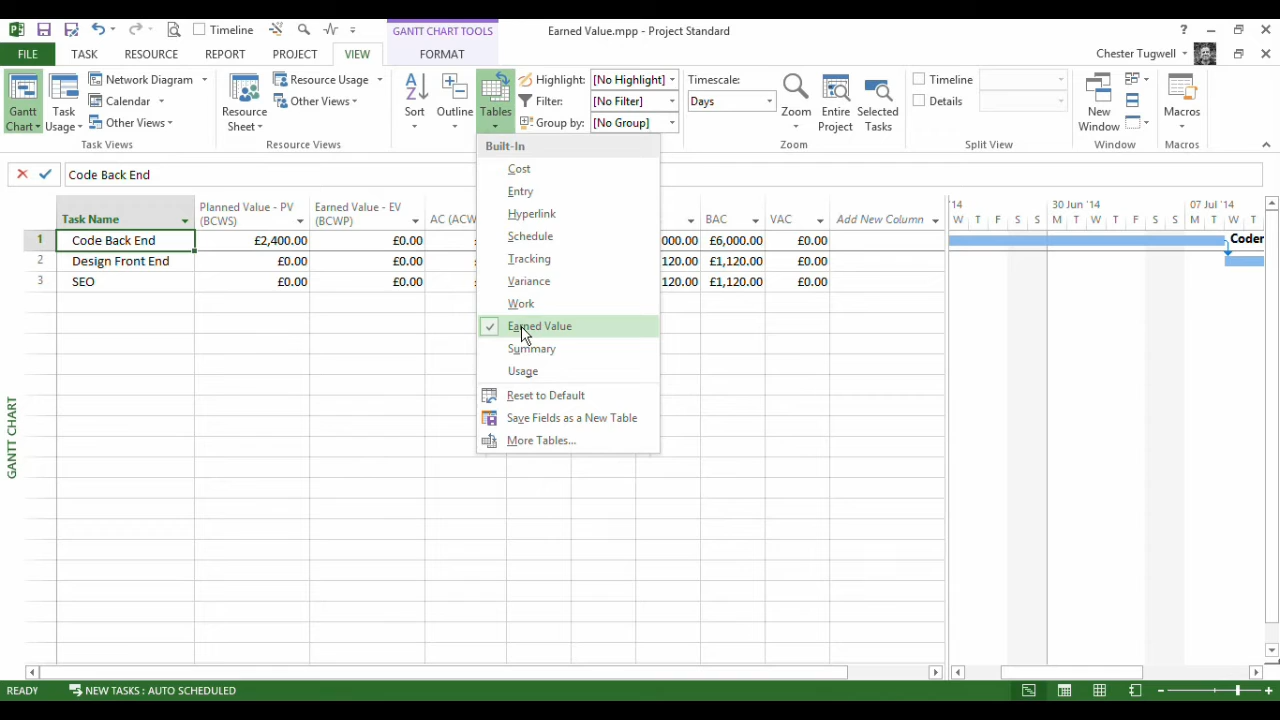 Timeline
GANTT CHART TOOLS
Earned Value.mpp - Project Standard
FILE TASK RESOURCE REPORT PROJECT VIEW FORMAT
Chester Tugwell
Gantt Chart
Task Usage
Network Diagram
Calendar
Other Views
Task Views
Resource Sheet
Resource Usage
Other Views
Resource Views
Sort
Outline
Tables
Highlight: [No Highlight]
Filter: [No Filter]
Group by: [No Group]
Timescale:
Days
Zoom
Entire Project
Selected Tasks
Zoom
Timeline
Details
Split View
New Window
Window
Macros
Macros
Code Back End
Built-In
Cost
Entry
Hyperlink
Schedule
Tracking
Variance
Work
Earned Value
Summary
Usage
Reset to Default
Save Fields as a New Table
More Tables...
Task Name
Planned Value - PV (BCWS)
Earned Value - EV (BCWP)
AC (ACW
BAC
VAC
Add New Column
'14
30 Jun '14
07 Jul '14
W T F S S M T W T F S S M T W T
1 Code Back End £2,400.00 £0.00 000.00 £6,000.00 £0.00
Coder
2 Design Front End £0.00 £0.00 120.00 £1,120.00 £0.00
3 SEO £0.00 £0.00 120.00 £1,120.00 £0.00
GANTT CHART
READY
NEW TASKS : AUTO SCHEDULED